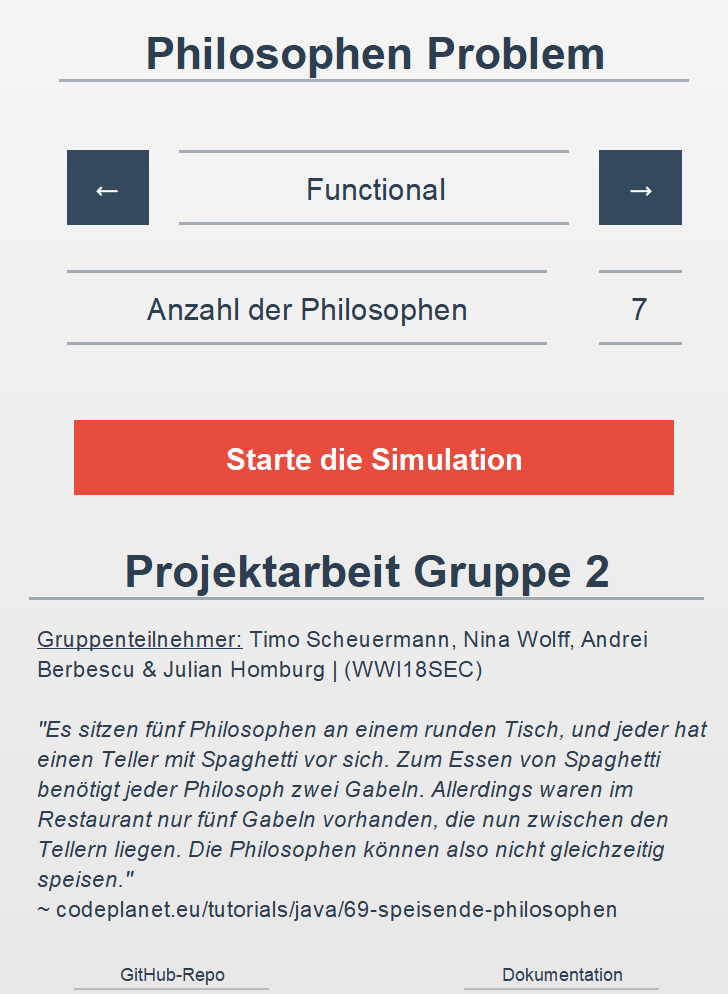 Philosophen Problem
←
Functional
→
Anzahl der Philosophen
7
Starte die Simulation
Projektarbeit Gruppe 2
Gruppenteilnehmer: Timo Scheuermann, Nina Wolff, Andrei
Berbescu & Julian Homburg | (WWI18SEC)
"Es sitzen fünf Philosophen an einem runden Tisch, und jeder hat
einen Teller mit Spaghetti vor sich. Zum Essen von Spaghetti
benötigt jeder Philosoph zwei Gabeln. Allerdings waren im
Restaurant nur fünf Gabeln vorhanden, die nun zwischen den
Tellern liegen. Die Philosophen können also nicht gleichzeitig
speisen."
~ codeplanet.eu/tutorials/java/69-speisende-philosophen
GitHub-Repo
Dokumentation